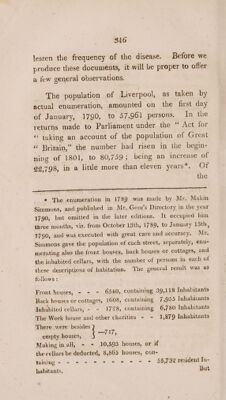 346
lessen the frequency of the disease. Before we
produce these documents, it will be proper to offer
a few general observations.
The population of Liverpool, as taken by
actual enumeration, amounted on the first day
of January, 1790, to 57,961 persons. In the
returns made to Parliament under the " Act for
" taking an account of the population of Great
" Britain," the number had risen in the begin-
ning of 1801, to 80,759; being an increase of
22,798, in a little more than eleven years*. Of
the
* The enumeration in 1789 was made by Mr. Makin
Simmons, and published in Mr. Gore's Directory in the year
1790, but omitted in the later editions. It occupied him
three months, viz. from October 13th, 1789, to January 13th,
1790, and was executed with great care and accuracy. Mr.
Simmons gave the population of each street, separately, enu-
merating also the front houses, back houses or cottages, and
the inhabited cellars, with the number of persons in each of
these descriptions of habitation. The general result was as
follows:
Front houses, - - - 6540, containing 39,118 Inhabitants
Back houses or cottages, 1608, containing 7,955 Inhabitants
Inhabited cellars, - - 1728, containing 6,780 Inhabitants
The Work house and other charities - - 1,879 Inhabitants
There were besides
empty houses, } —717,
Making in all, - - 10,593 houses, or if
the cellars be deducted, 8,865 houses, con-
taining - - - - - - - - - - 55,732 resident In-
habitants.
But